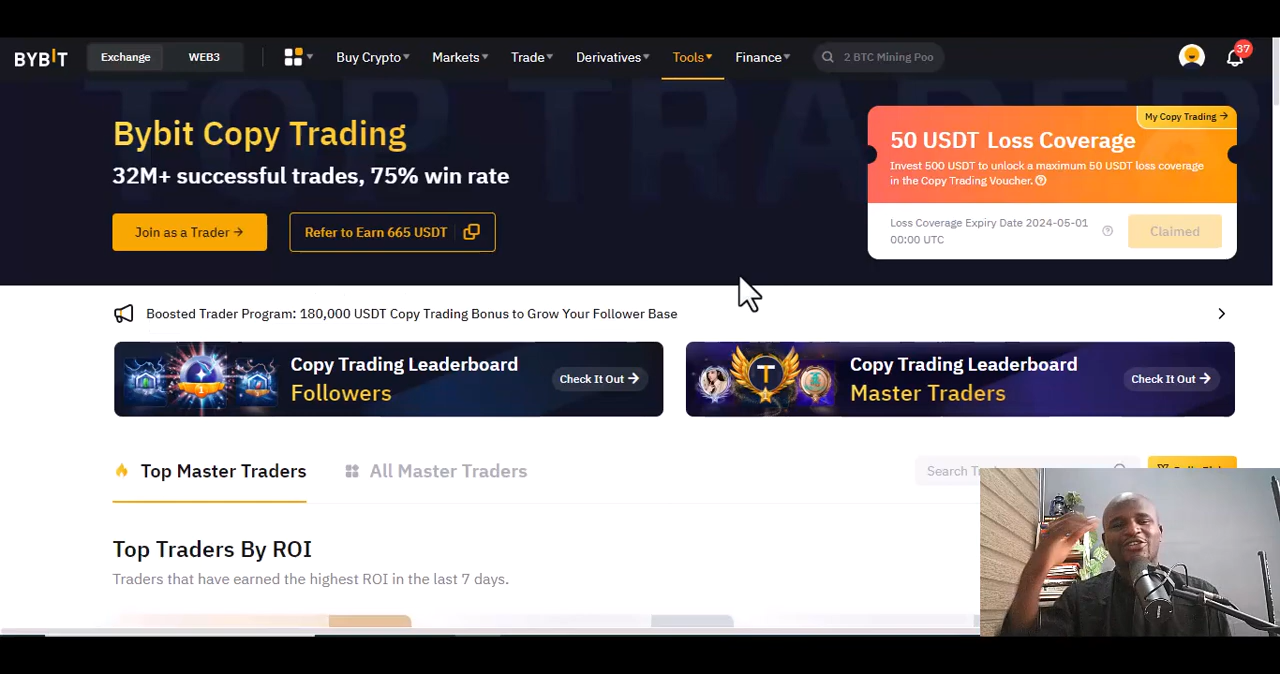 BYBIT
Exchange
WEB3
Buy Crypto
Markets
Trade
Derivatives
Tools
Finance
2 BTC Mining Poo
37
Bybit Copy Trading
32M+ successful trades, 75% win rate
Join as a Trader →
Refer to Earn 665 USDT
My Copy Trading →
50 USDT Loss Coverage
Invest 500 USDT to unlock a maximum 50 USDT loss coverage
in the Copy Trading Voucher.
Loss Coverage Expiry Date 2024-05-01
00:00 UTC
Claimed
Boosted Trader Program: 180,000 USDT Copy Trading Bonus to Grow Your Follower Base
Copy Trading Leaderboard
Followers
Check It Out →
Copy Trading Leaderboard
Master Traders
Check It Out →
Top Master Traders
All Master Traders
Search
Top Traders By ROI
Traders that have earned the highest ROI in the last 7 days.